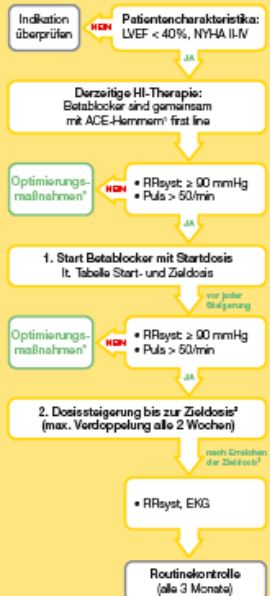 Indikation
überprüfen
NEIN
Patientencharakteristika:
LVEF < 40%, NYHA II-IV
JA
Derzeitige HI-Therapie:
Betablocker sind gemeinsam
mit ACE-Hemmern¹ first line
Optimierungs-
maßnahmen*
NEIN
• RRsyst ≥ 90 mmHg
• Puls > 50/min
JA
1. Start Betablocker mit Startdosis
lt. Tabelle Start- und Zieldosis
vor jeder
Steigerung
Optimierungs-
maßnahmen*
NEIN
• RRsyst: ≥ 90 mmHg
• Puls > 50/min
JA
2. Dosissteigerung bis zur Zieldosis²
(max. Verdoppelung alle 2 Wochen)
nach Erreichen
der Zieldosis²
• RRsyst, EKG
Routinekontrolle
(alle 3 Monate)